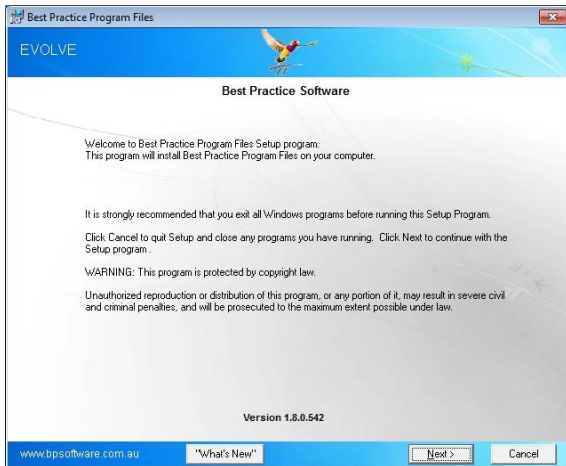 Best Practice Program Files
EVOLVE
Best Practice Software
Welcome to Best Practice Program Files Setup program.
This program will install Best Practice Program Files on your computer.
It is strongly recommended that you exit all Windows programs before running this Setup Program.
Click Cancel to quit Setup and close any programs you have running. Click Next to continue with the
Setup program .
WARNING: This program is protected by copyright law.
Unauthorized reproduction or distribution of this program, or any portion of it, may result in severe civil
and criminal penalties, and will be prosecuted to the maximum extent possible under law.
Version 1.8.0.542
www.bpsoftware.com.au "What's New" Next > Cancel